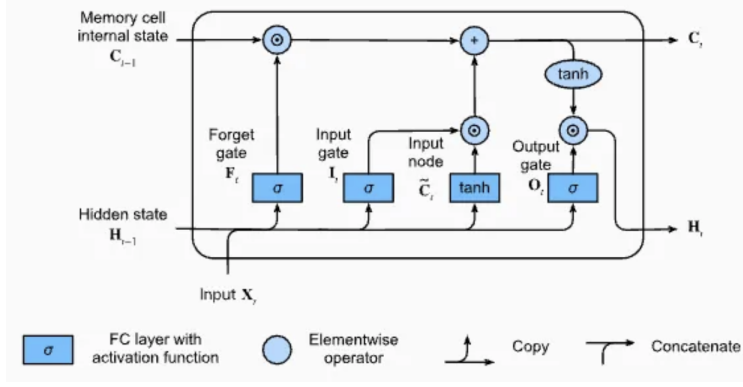 Memory cell
internal state
C_{t−1}
C_t
tanh
Forget
gate
F_t
Input
gate
I_t
Input
node
C̃_t
Output
gate
O_t
σ
σ
tanh
σ
Hidden state
H_{t−1}
H_t
Input X_t
σ
FC layer with
activation function
Elementwise
operator
Copy
Concatenate